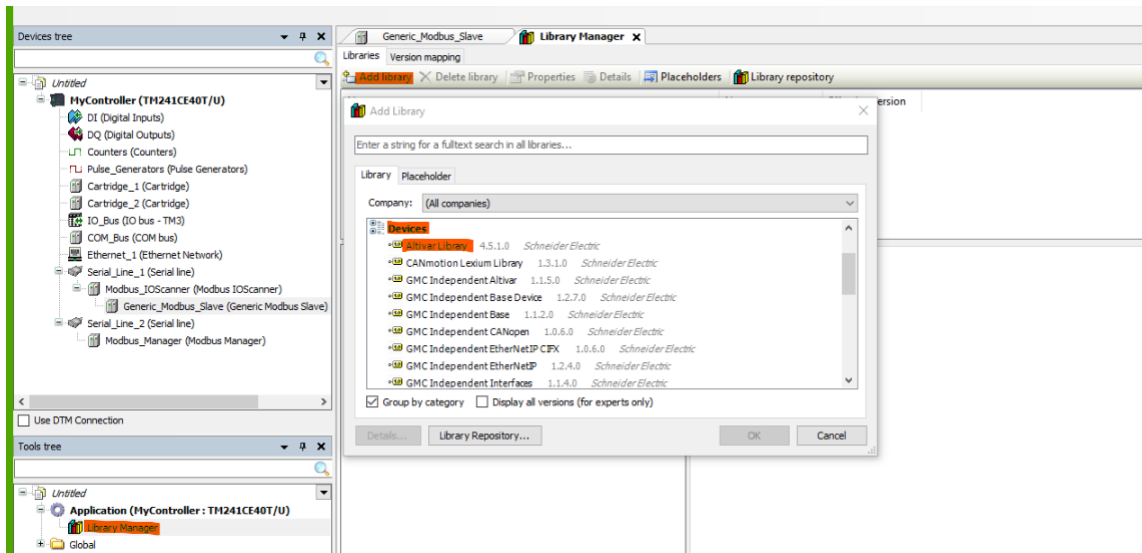 Devices tree
Untitled
MyController (TM241CE40T/U)
DI (Digital Inputs)
DQ (Digital Outputs)
Counters (Counters)
Pulse_Generators (Pulse Generators)
Cartridge_1 (Cartridge)
Cartridge_2 (Cartridge)
IO_Bus (IO bus - TM3)
COM_Bus (COM bus)
Ethernet_1 (Ethernet Network)
Serial_Line_1 (Serial line)
Modbus_IOScanner (Modbus IOScanner)
Generic_Modbus_Slave (Generic Modbus Slave)
Serial_Line_2 (Serial line)
Modbus_Manager (Modbus Manager)
Use DTM Connection
Tools tree
Untitled
Application (MyController : TM241CE40T/U)
Library Manager
Global
Generic_Modbus_Slave Library Manager
Libraries Version mapping
Add library Delete library Properties Details Placeholders Library repository
Add Library
Enter a string for a fulltext search in all libraries...
Library Placeholder
Company: (All companies)
Devices
Altivar Library 4.5.1.0 Schneider Electric
CANmotion Lexium Library 1.3.1.0 Schneider Electric
GMC Independent Altivar 1.1.5.0 Schneider Electric
GMC Independent Base Device 1.2.7.0 Schneider Electric
GMC Independent Base 1.1.2.0 Schneider Electric
GMC Independent CANopen 1.0.6.0 Schneider Electric
GMC Independent EtherNetIP CIFX 1.0.6.0 Schneider Electric
GMC Independent EtherNetIP 1.2.4.0 Schneider Electric
GMC Independent Interfaces 1.1.4.0 Schneider Electric
Group by category Display all versions (for experts only)
Details... Library Repository... OK Cancel